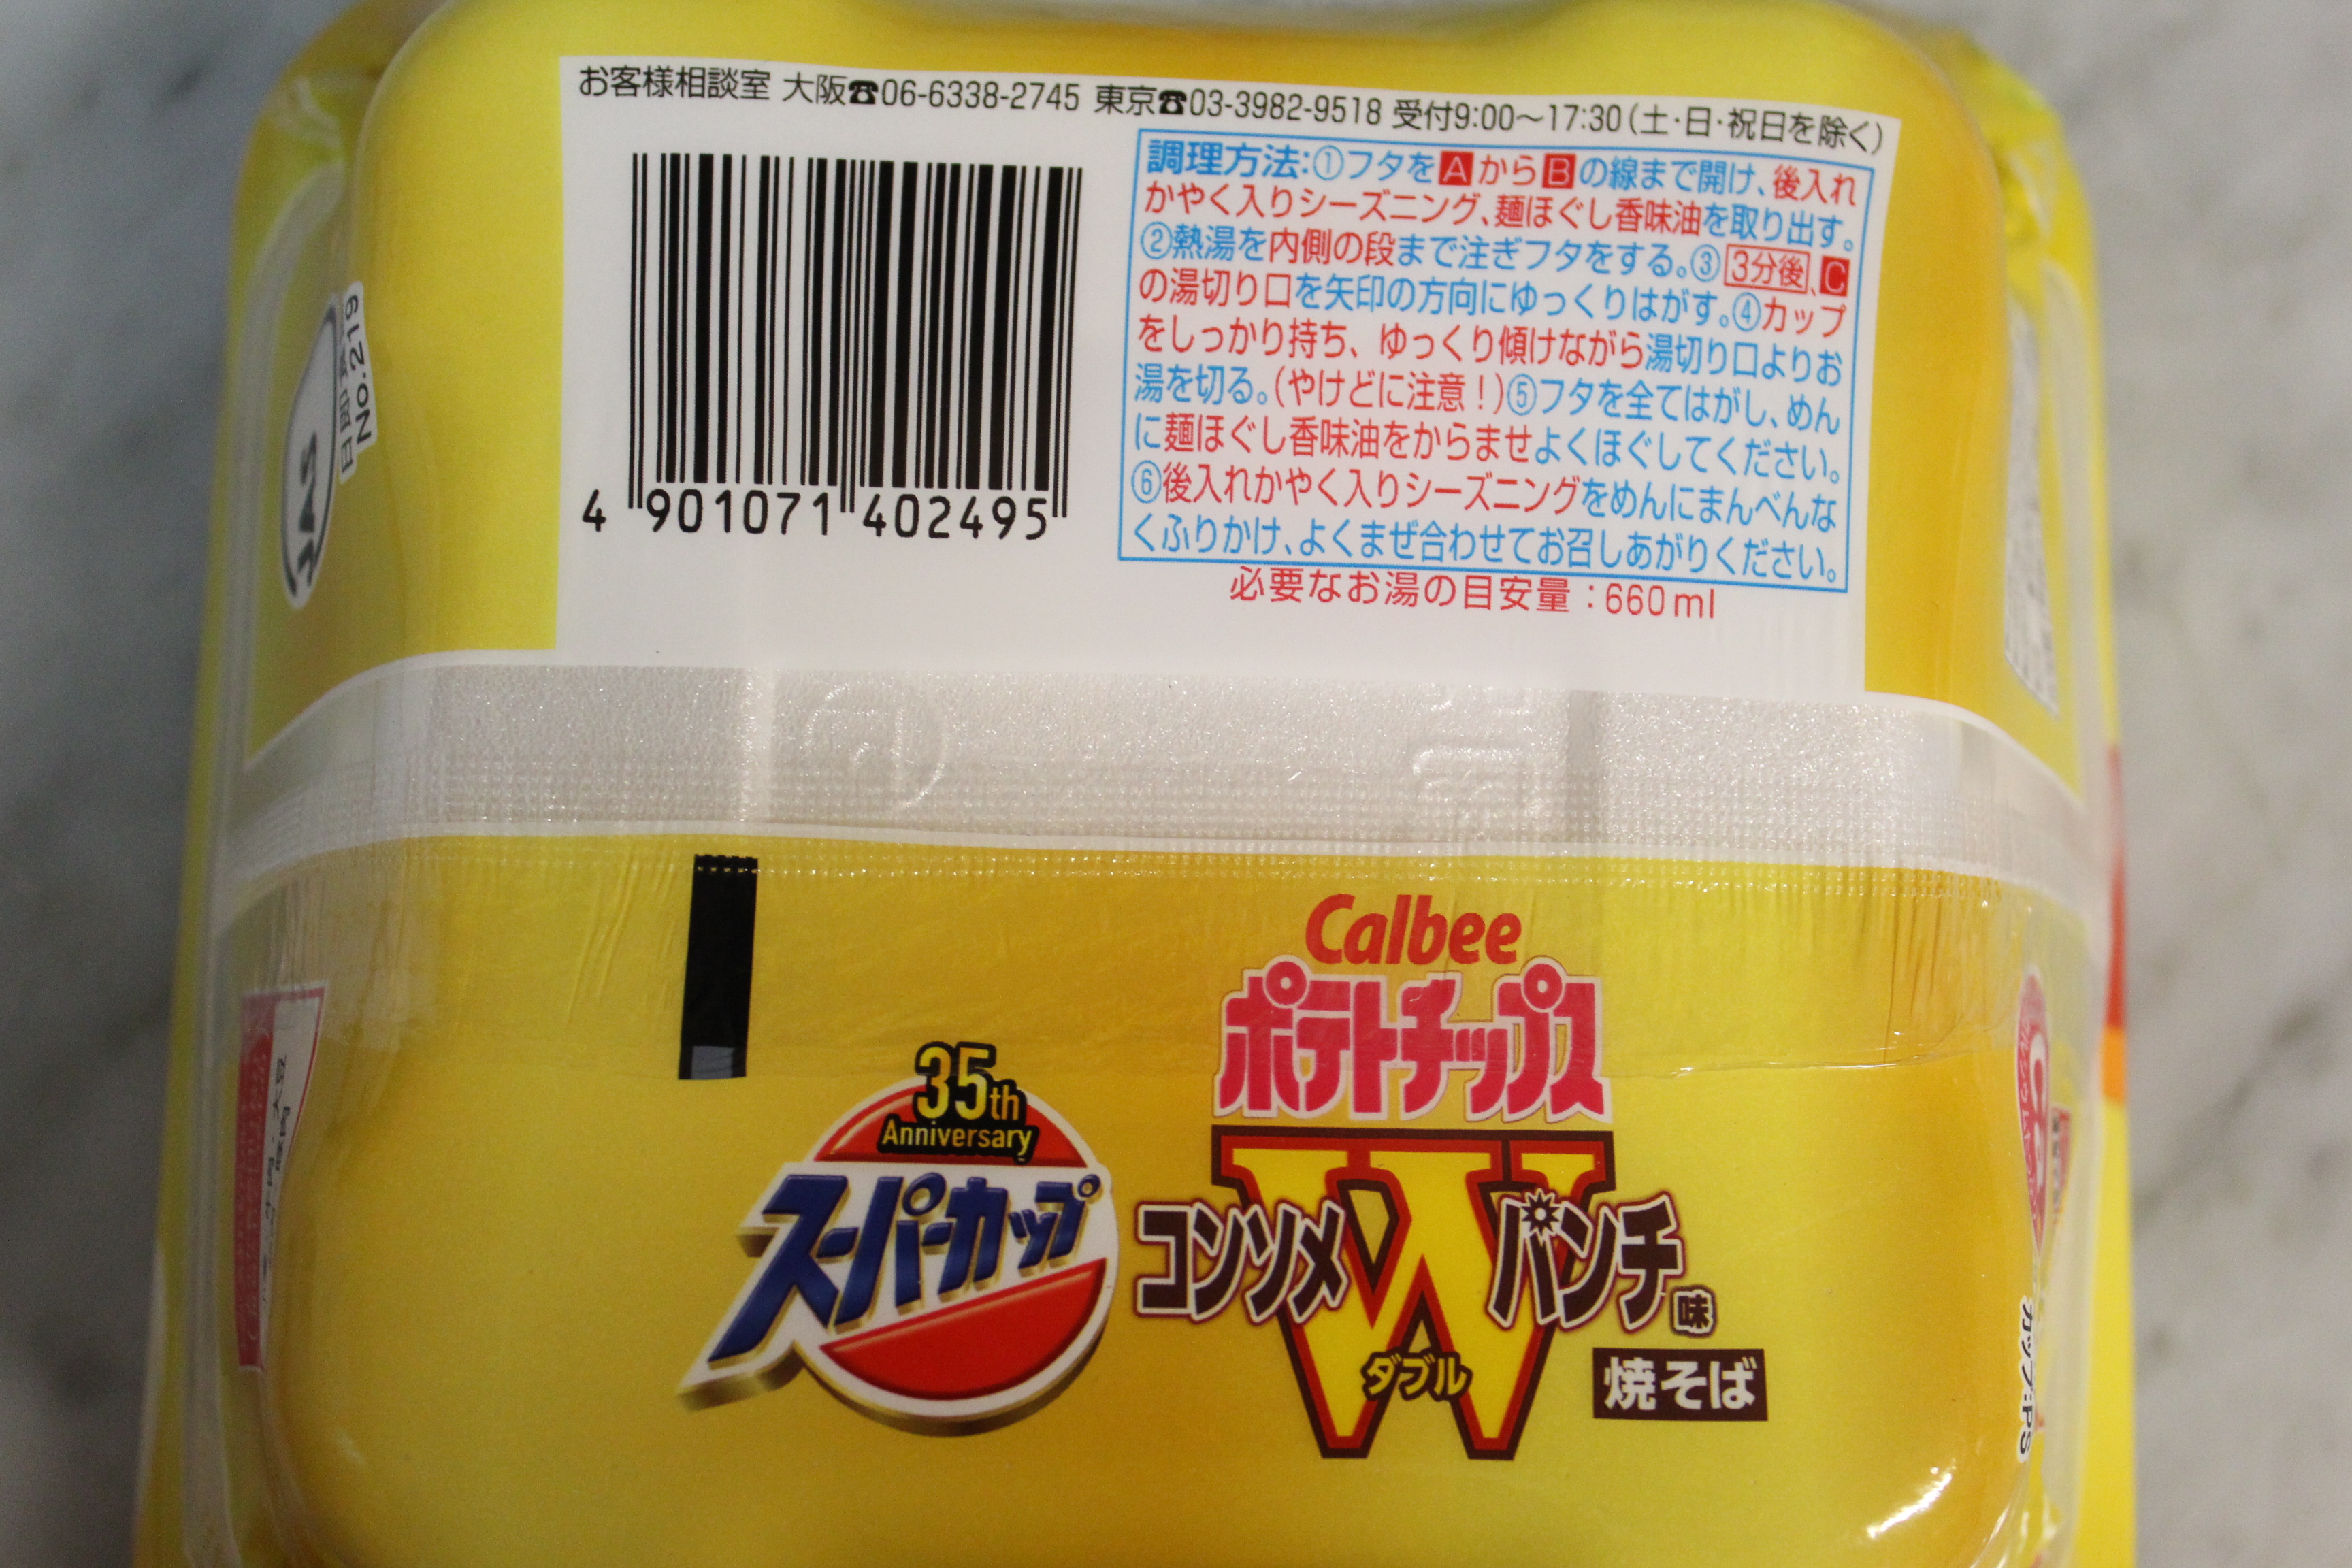 お客様相談室 大阪☎06-6338-2745 東京☎03-3982-9518 受付9:00～17:30(土・日・祝日を除く)
調理方法:①フタをAからBの線まで開け、後入れ
かやく入りシーズニング、麺ほぐし香味油を取り出す。
②熱湯を内側の段まで注ぎフタをする。③3分後、C
の湯切り口を矢印の方向にゆっくりはがす。④カップ
をしっかり持ち、ゆっくり傾けながら湯切り口よりお
湯を切る。(やけどに注意!)⑤フタを全てはがし、めん
に麺ほぐし香味油をからませよくほぐしてください。
⑥後入れかやく入りシーズニングをめんにまんべんな
くふりかけ、よくまぜ合わせてお召しあがりください。
必要なお湯の目安量:660ml
4 901071 402495
No.219
Calbee
ポテトチップス
コンソメWパンチ味
ダブル
焼そば
35th
Anniversary
スーパーカップ
カップ:PS